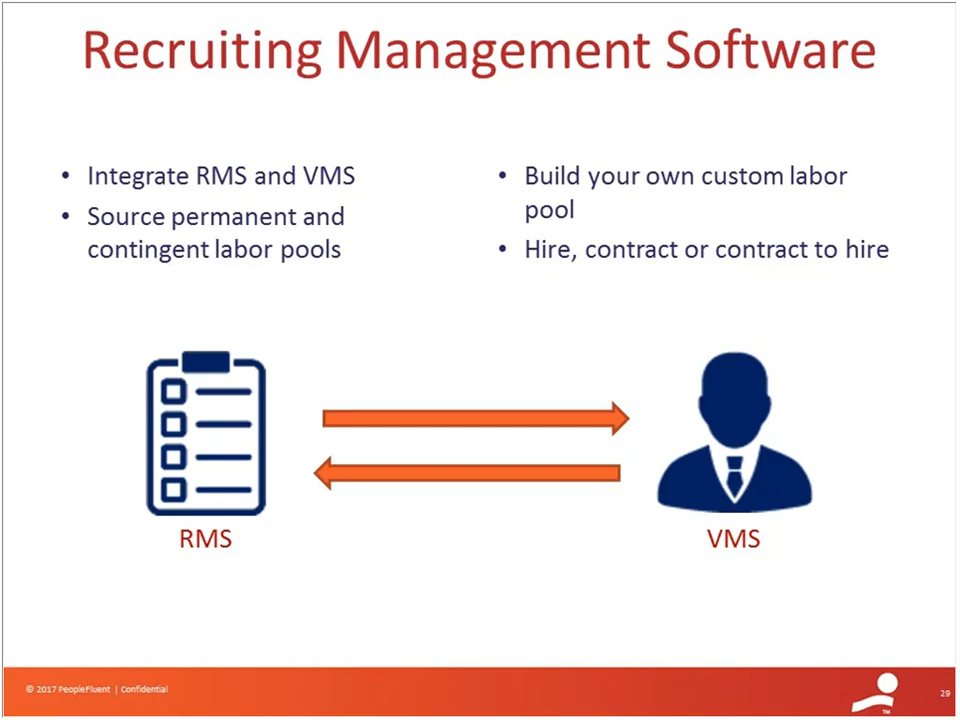 Recruiting Management Software
• Integrate RMS and VMS
• Source permanent and
contingent labor pools
• Build your own custom labor
pool
• Hire, contract or contract to hire
RMS
VMS
© 2017 PeopleFluent | Confidential
29
TM